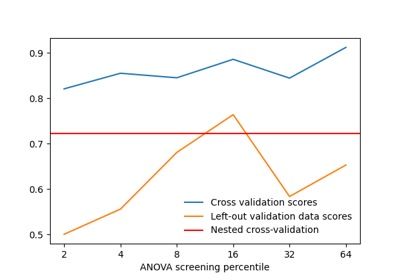 0.9
0.8
0.7
0.6
0.5
Cross validation scores
Left-out validation data scores
Nested cross-validation
2 4 8 16 32 64
ANOVA screening percentile